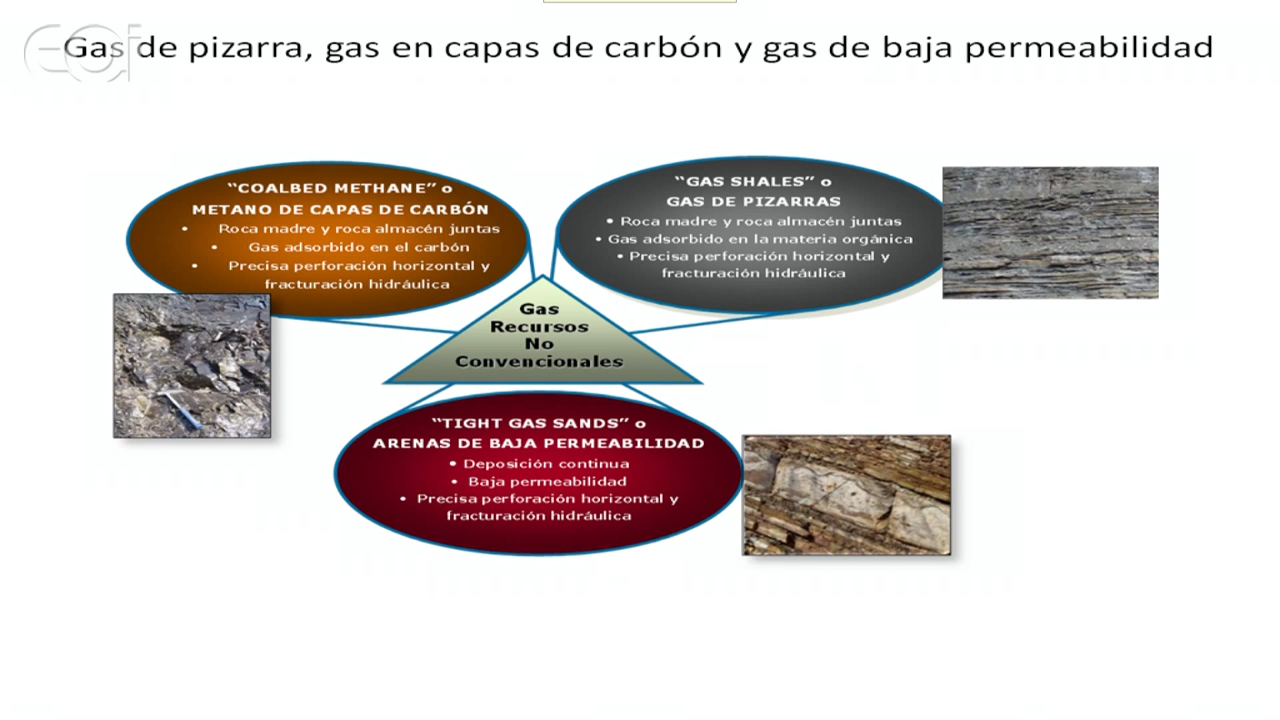 eoi
Gas de pizarra, gas en capas de carbón y gas de baja permeabilidad
“COALBED METHANE” o
METANO DE CAPAS DE CARBÓN
• Roca madre y roca almacén juntas
• Gas adsorbido en el carbón
• Precisa perforación horizontal y
fracturación hidráulica
“GAS SHALES” o
GAS DE PIZARRAS
• Roca madre y roca almacén juntas
• Gas adsorbido en la materia orgánica
• Precisa perforación horizontal y
fracturación hidráulica
Gas
Recursos
No
Convencionales
“TIGHT GAS SANDS” o
ARENAS DE BAJA PERMEABILIDAD
• Deposición continua
• Baja permeabilidad
• Precisa perforación horizontal y
fracturación hidráulica